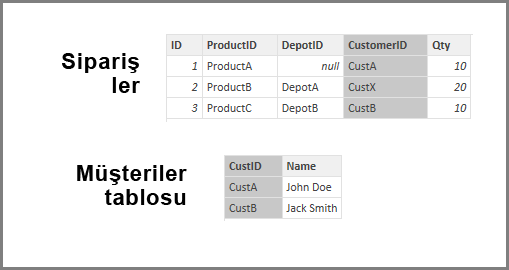 Sipariş
ler
ID ProductID DepotID CustomerID Qty
1 ProductA null CustA 10
2 ProductB DepotA CustX 20
3 ProductC DepotB CustB 10
Müşteriler
tablosu
CustID Name
CustA John Doe
CustB Jack Smith